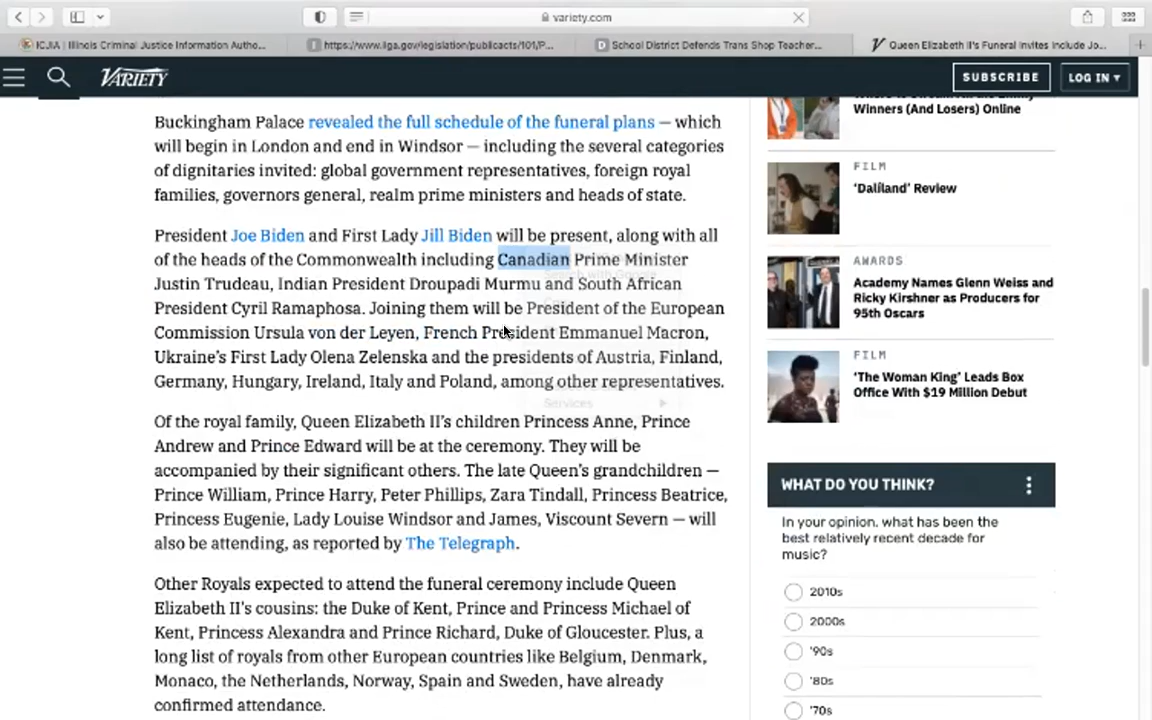 variety.com
ICJIA | Illinois Criminal Justice Information Autho...
https://www.ilga.gov/legislation/publicacts/101/P...
School District Defends Trans Shop Teacher...
Queen Elizabeth II's Funeral Invites Include Jo...
VARIETY
SUBSCRIBE
LOG IN
Buckingham Palace revealed the full schedule of the funeral plans — which
will begin in London and end in Windsor — including the several categories
of dignitaries invited: global government representatives, foreign royal
families, governors general, realm prime ministers and heads of state.
President Joe Biden and First Lady Jill Biden will be present, along with all
of the heads of the Commonwealth including Canadian Prime Minister
Justin Trudeau, Indian President Droupadi Murmu and South African
President Cyril Ramaphosa. Joining them will be President of the European
Commission Ursula von der Leyen, French President Emmanuel Macron,
Ukraine's First Lady Olena Zelenska and the presidents of Austria, Finland,
Germany, Hungary, Ireland, Italy and Poland, among other representatives.
Search with Google
Services
Of the royal family, Queen Elizabeth II's children Princess Anne, Prince
Andrew and Prince Edward will be at the ceremony. They will be
accompanied by their significant others. The late Queen's grandchildren —
Prince William, Prince Harry, Peter Phillips, Zara Tindall, Princess Beatrice,
Princess Eugenie, Lady Louise Windsor and James, Viscount Severn — will
also be attending, as reported by The Telegraph.
Other Royals expected to attend the funeral ceremony include Queen
Elizabeth II's cousins: the Duke of Kent, Prince and Princess Michael of
Kent, Princess Alexandra and Prince Richard, Duke of Gloucester. Plus, a
long list of royals from other European countries like Belgium, Denmark,
Monaco, the Netherlands, Norway, Spain and Sweden, have already
confirmed attendance.
Winners (And Losers) Online
FILM
'Dalíland' Review
AWARDS
Academy Names Glenn Weiss and
Ricky Kirshner as Producers for
95th Oscars
FILM
'The Woman King' Leads Box
Office With $19 Million Debut
WHAT DO YOU THINK?
In your opinion, what has been the
best relatively recent decade for
music?
2010s
2000s
'90s
'80s
'70s